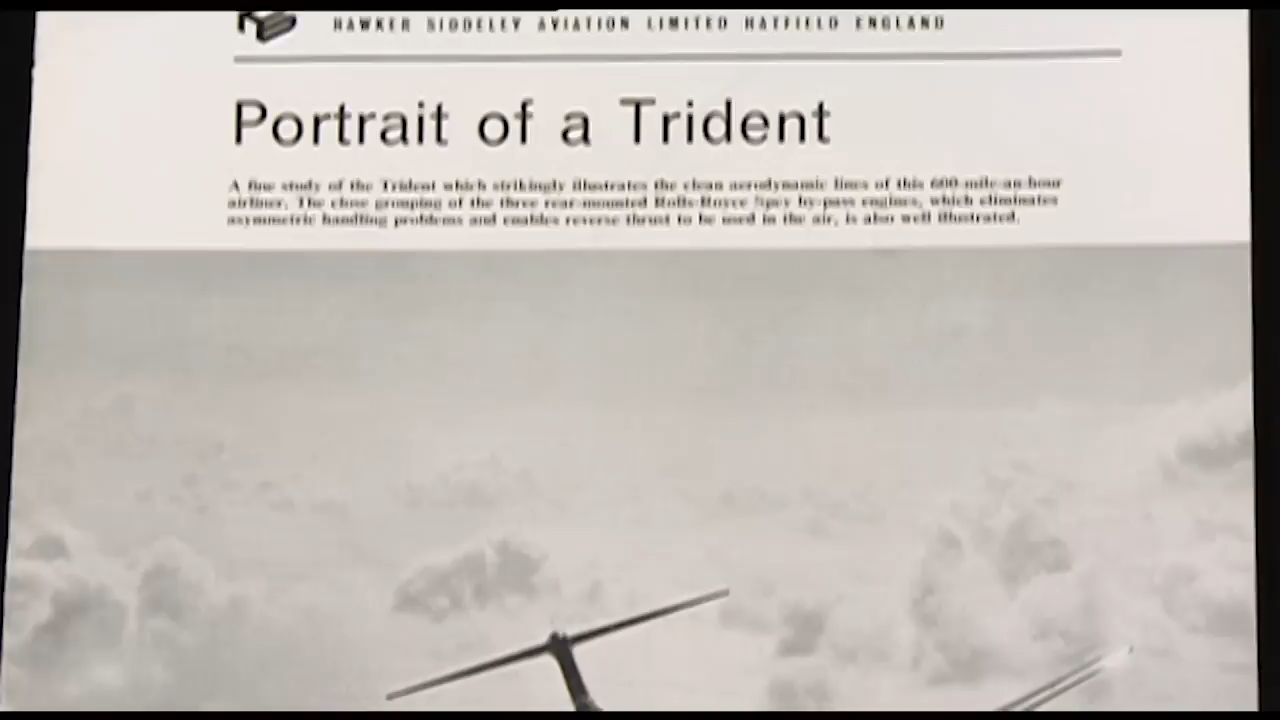 HAWKER SIDDELEY AVIATION LIMITED HATFIELD ENGLAND
Portrait of a Trident
A fine study of the Trident which strikingly illustrates the clean aerodynamic lines of this 600-mile-an-hour
airliner. The close grouping of the three rear-mounted Rolls-Royce Spey by-pass engines, which eliminates
asymmetric handling problems and enables reverse thrust to be used in the air, is also well illustrated.